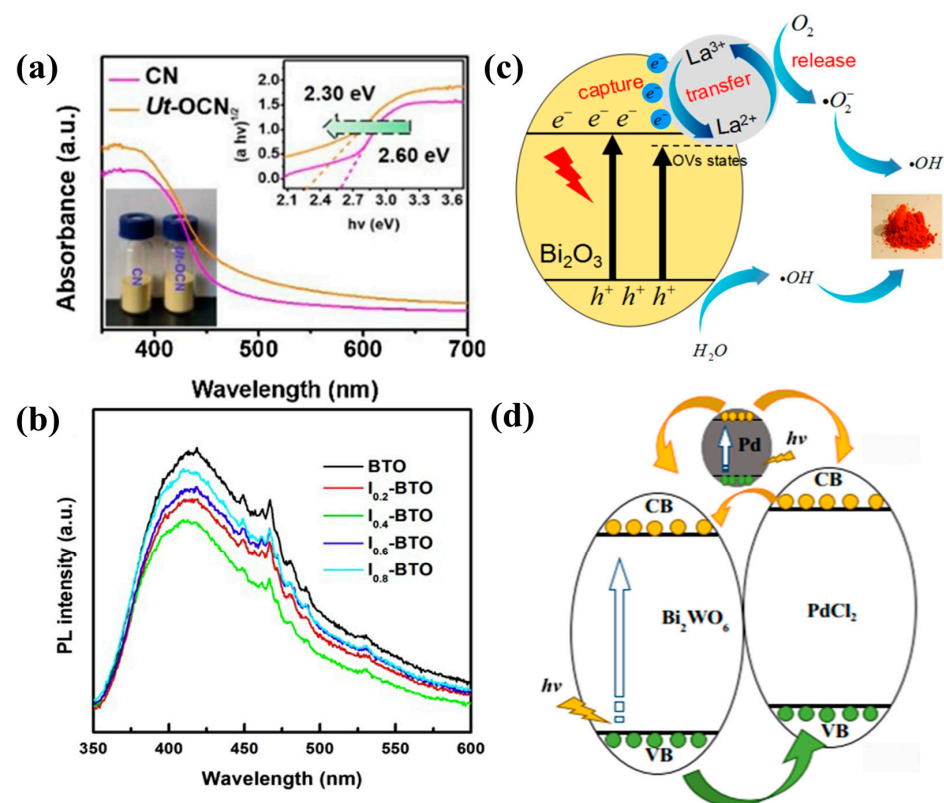 (a)
CN
Ut-OCN
Absorbance (a.u.)
(a hv)^1/2
2.0
1.5
1.0
0.5
0.0
2.30 eV
2.60 eV
2.1
2.4
2.7
3.0
3.3
3.6
hv (eV)
CN
Ut-OCN
400
500
600
700
Wavelength (nm)
(b)
PL intensity (a.u.)
BTO
I0.2-BTO
I0.4-BTO
I0.6-BTO
I0.8-BTO
350
400
450
500
550
600
Wavelength (nm)
(c)
capture
e⁻
e⁻
e⁻
e⁻ e⁻ e⁻
La³⁺
transfer
La²⁺
OVs states
O₂
release
•O₂⁻
•OH
Bi₂O₃
h⁺ h⁺ h⁺
•OH
H₂O
(d)
Pd
hv
CB
CB
Bi₂WO₆
PdCl₂
hv
VB
VB